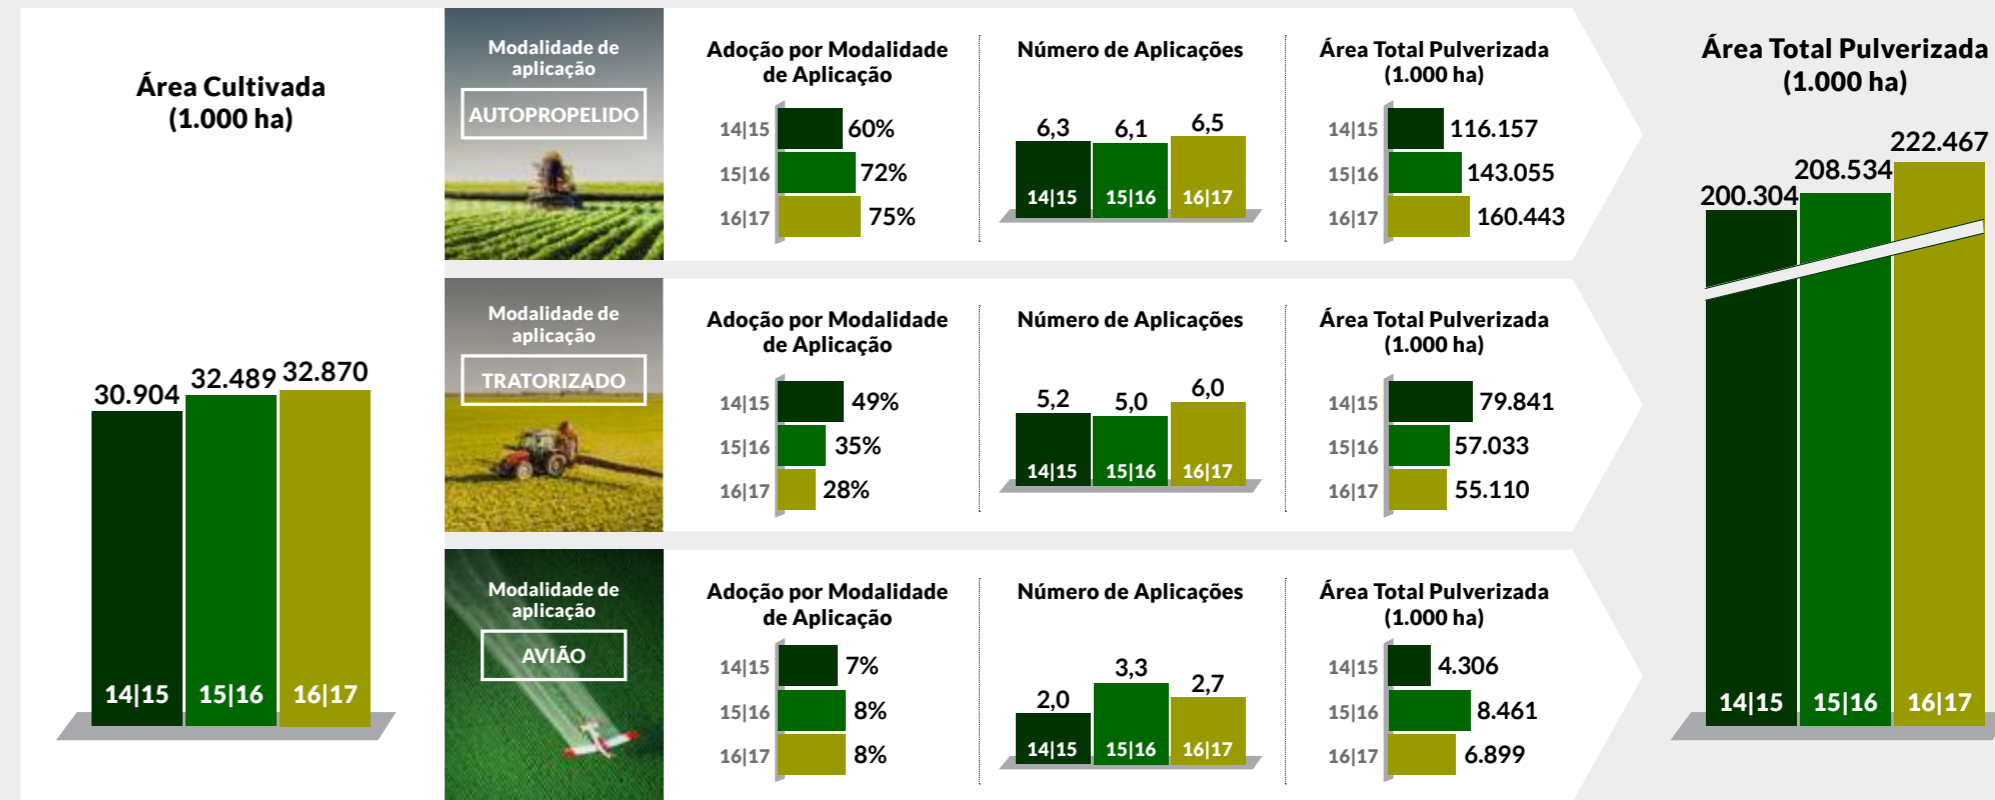 Área Cultivada
(1.000 ha)
30.904
32.489
32.870
14|15
15|16
16|17
Modalidade de
aplicação
AUTOPROPELIDO
Adoção por Modalidade
de Aplicação
14|15 60%
15|16 72%
16|17 75%
Número de Aplicações
6,3
6,1
6,5
14|15
15|16
16|17
Área Total Pulverizada
(1.000 ha)
14|15 116.157
15|16 143.055
16|17 160.443
Modalidade de
aplicação
TRATORIZADO
Adoção por Modalidade
de Aplicação
14|15 49%
15|16 35%
16|17 28%
Número de Aplicações
5,2
5,0
6,0
14|15
15|16
16|17
Área Total Pulverizada
(1.000 ha)
14|15 79.841
15|16 57.033
16|17 55.110
Modalidade de
aplicação
AVIÃO
Adoção por Modalidade
de Aplicação
14|15 7%
15|16 8%
16|17 8%
Número de Aplicações
2,0
3,3
2,7
14|15
15|16
16|17
Área Total Pulverizada
(1.000 ha)
14|15 4.306
15|16 8.461
16|17 6.899
Área Total Pulverizada
(1.000 ha)
200.304
208.534
222.467
14|15
15|16
16|17